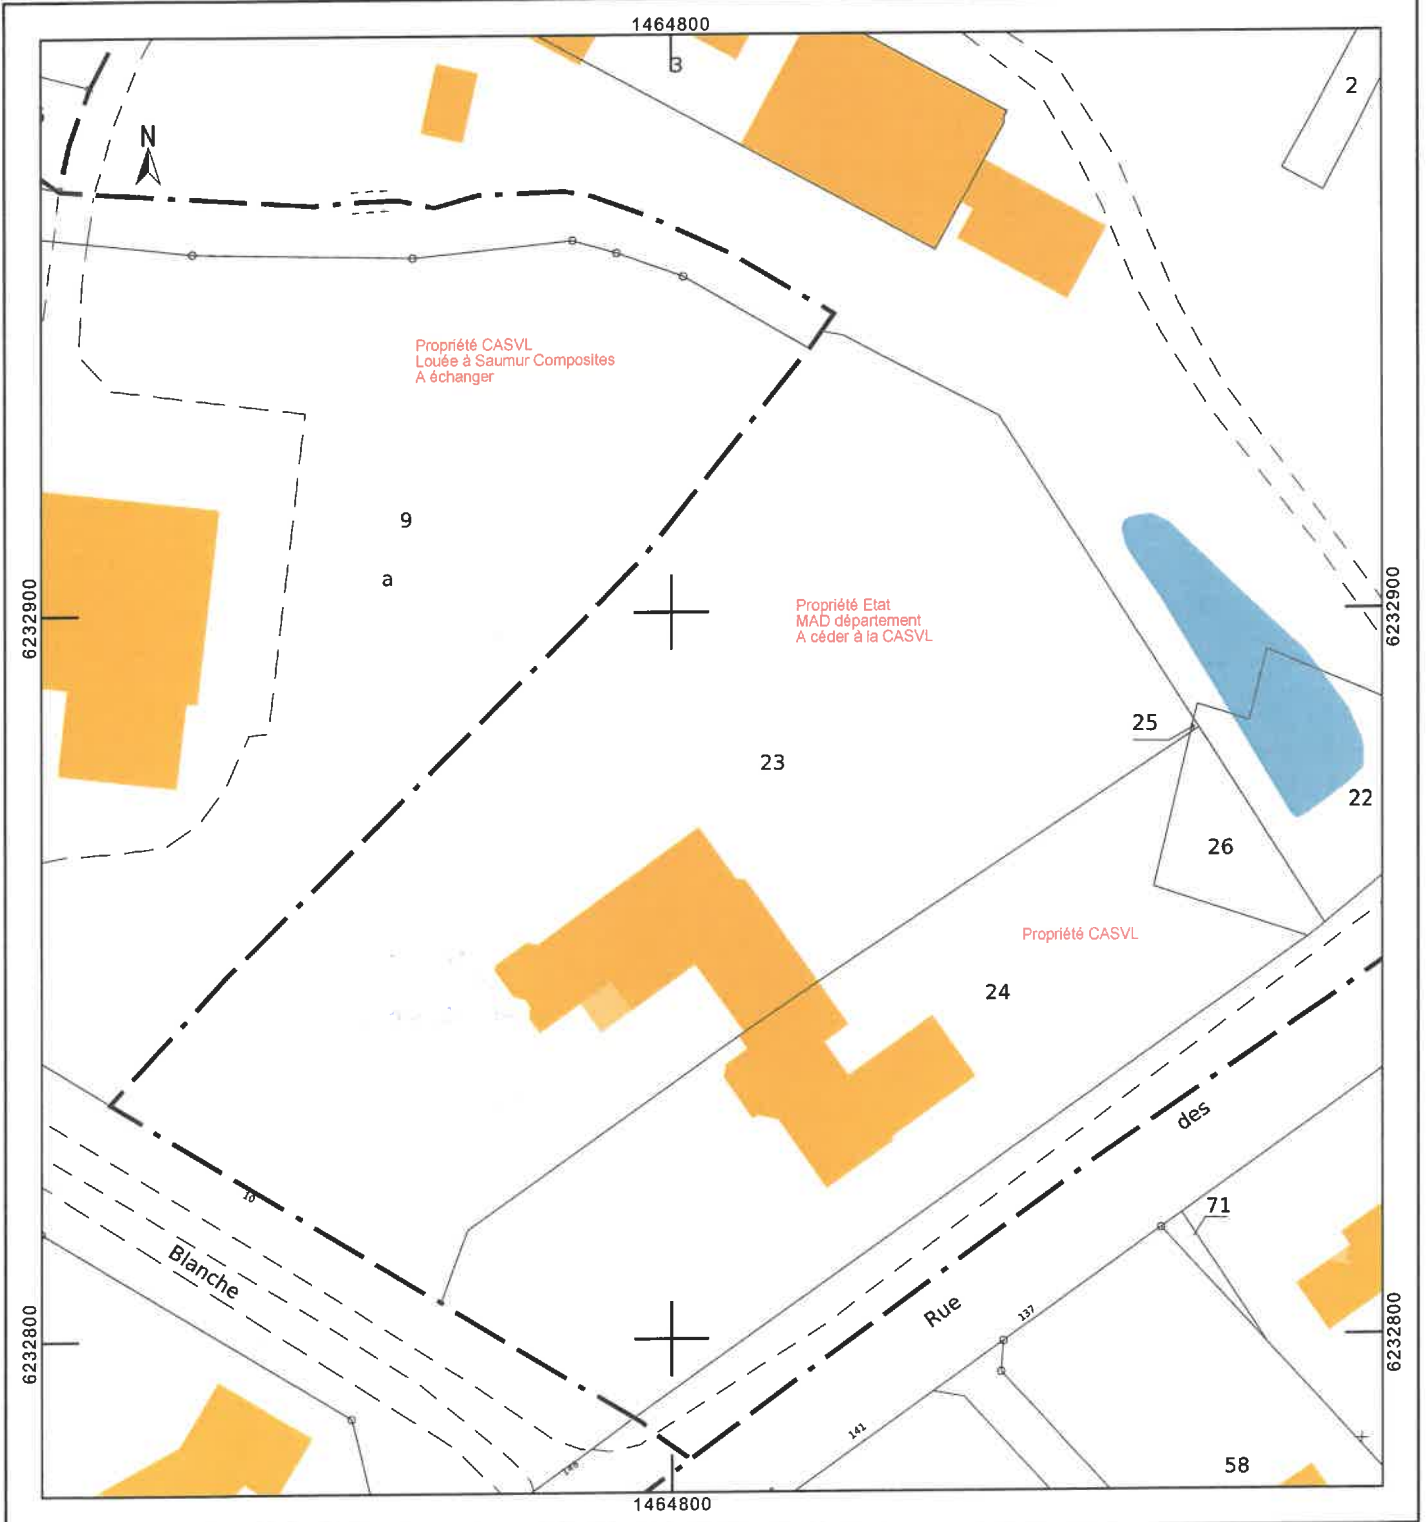 1464800
3
2
N
Propriété CASVL
Louée à Saumur Composites
A échanger
9
a
6232900
6232900
Propriété Etat
MAD département
A céder à la CASVL
25
23
22
26
Propriété CASVL
24
des
10
71
Blanche
Rue
137
6232800
6232800
141
148
58
1464800